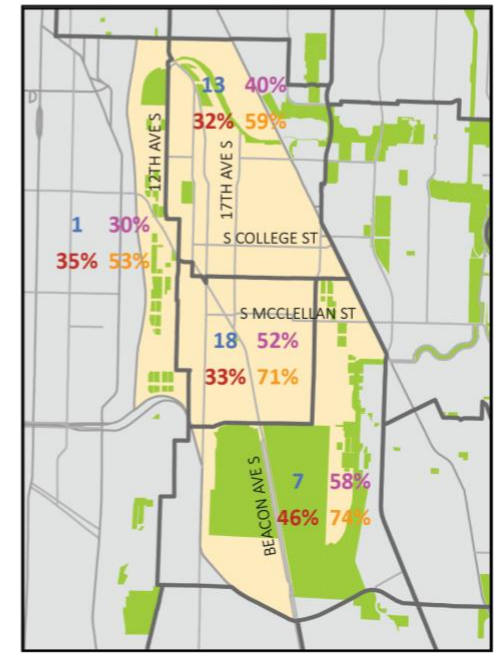 13 40%
32% 59%
12TH AVE S
17TH AVE S
1 30%
35% 53%
S COLLEGE ST
S MCCLELLAN ST
18 52%
33% 71%
BEACON AVE S
7 58%
46% 74%